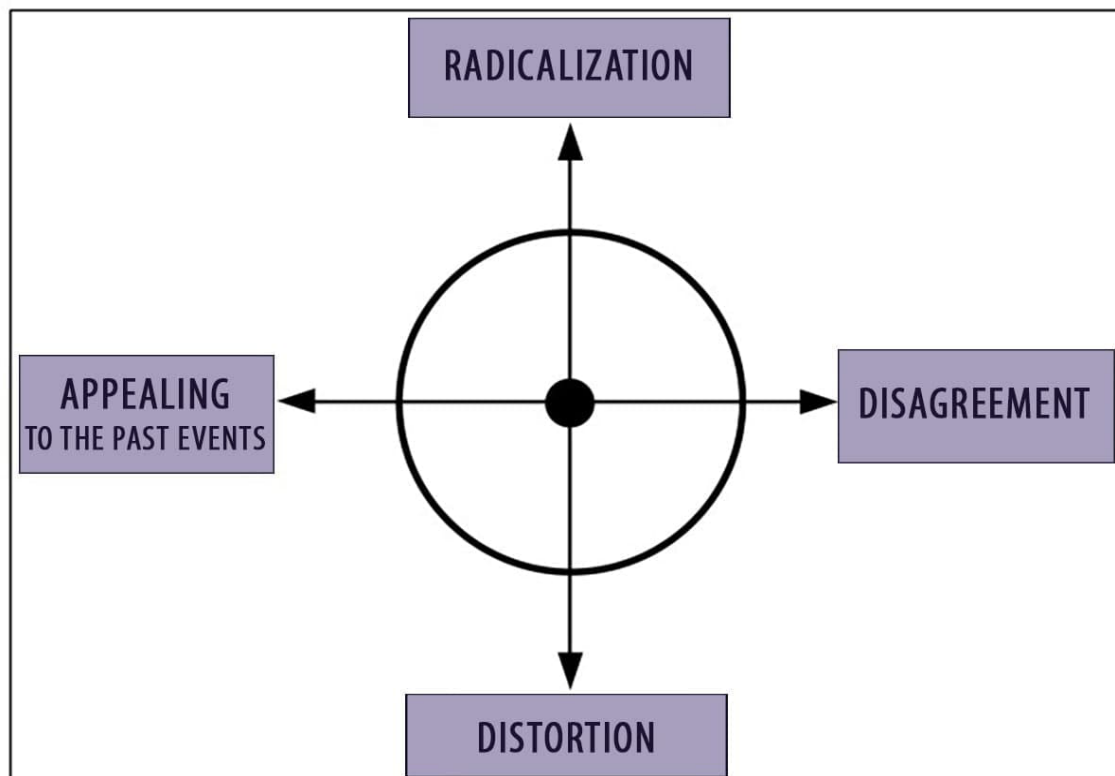 RADICALIZATION
APPEALING
TO THE PAST EVENTS
DISAGREEMENT
DISTORTION